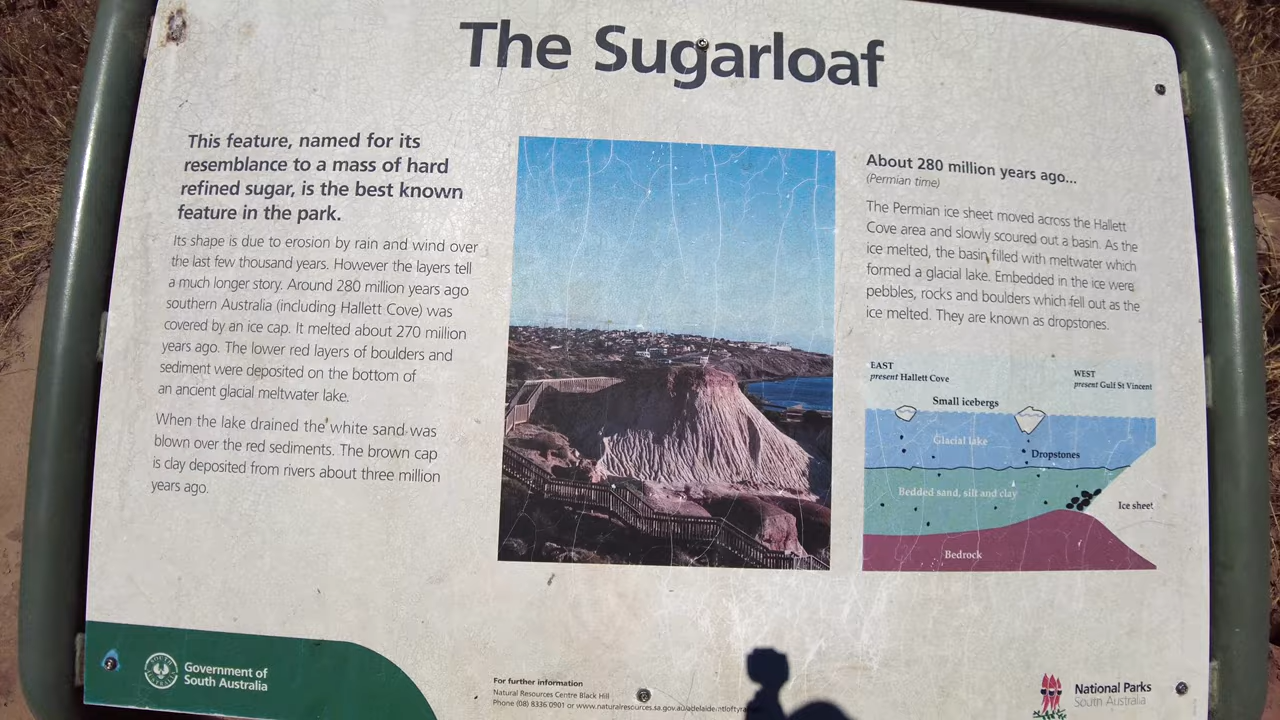 The Sugarloaf
This feature, named for its
resemblance to a mass of hard
refined sugar, is the best known
feature in the park.
Its shape is due to erosion by rain and wind over
the last few thousand years. However the layers tell
a much longer story. Around 280 million years ago
southern Australia (including Hallett Cove) was
covered by an ice cap. It melted about 270 million
years ago. The lower red layers of boulders and
sediment were deposited on the bottom of
an ancient glacial meltwater lake.
When the lake drained the white sand was
blown over the red sediments. The brown cap
is clay deposited from rivers about three million
years ago.
About 280 million years ago...
(Permian time)
The Permian ice sheet moved across the Hallett
Cove area and slowly scoured out a basin. As the
ice melted, the basin filled with meltwater which
formed a glacial lake. Embedded in the ice were
pebbles, rocks and boulders which fell out as the
ice melted. They are known as dropstones.
EAST
present Hallett Cove
WEST
present Gulf St Vincent
Small icebergs
Glacial lake
Dropstones
Bedded sand, silt and clay
Ice sheet
Bedrock
SOUTH
Government of
South Australia
For further information
Natural Resources Centre Black Hill
Phone (08) 8336 0901 or
National Parks
South Australia